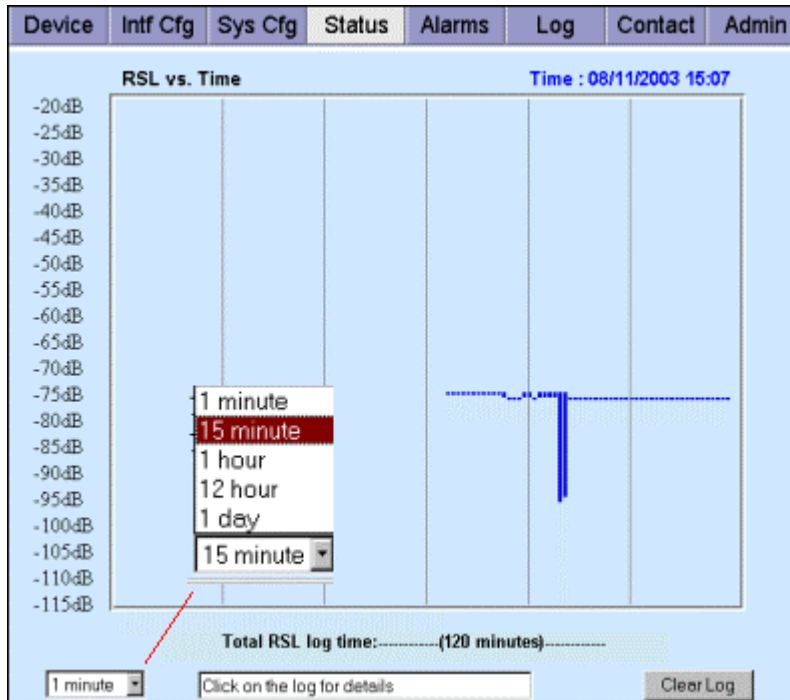 Device Intf Cfg Sys Cfg Status Alarms Log Contact Admin
RSL vs. Time Time : 08/11/2003 15:07
-20dB
-25dB
-30dB
-35dB
-40dB
-45dB
-50dB
-55dB
-60dB
-65dB
-70dB
-75dB
-80dB
-85dB
-90dB
-95dB
-100dB
-105dB
-110dB
-115dB
1 minute
15 minute
1 hour
12 hour
1 day
15 minute
Total RSL log time:----------(120 minutes)-----------
1 minute Click on the log for details Clear Log